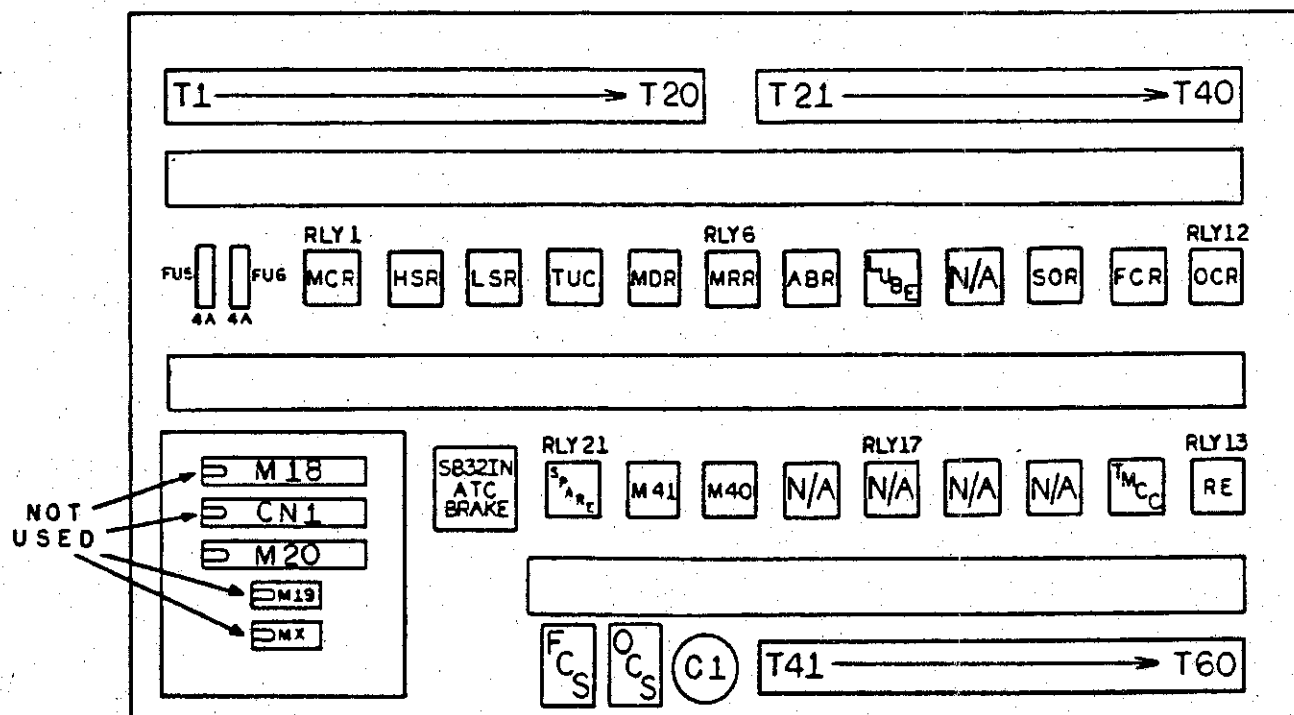 T1 T20 T21 T40
RLY1 RLY6 RLY12
FU5 FU6 MCR HSR LSR TUC MDR MRR ABR LUBE N/A SOR FCR OCR
4A 4A
RLY21 RLY17 RLY13
M18
CN1
M20
M19
MX
NOT
USED
SB32IN
ATC
BRAKE
SPARE M41 M40 N/A N/A N/A N/A TMCC RE
FCS OCS C1 T41 T60